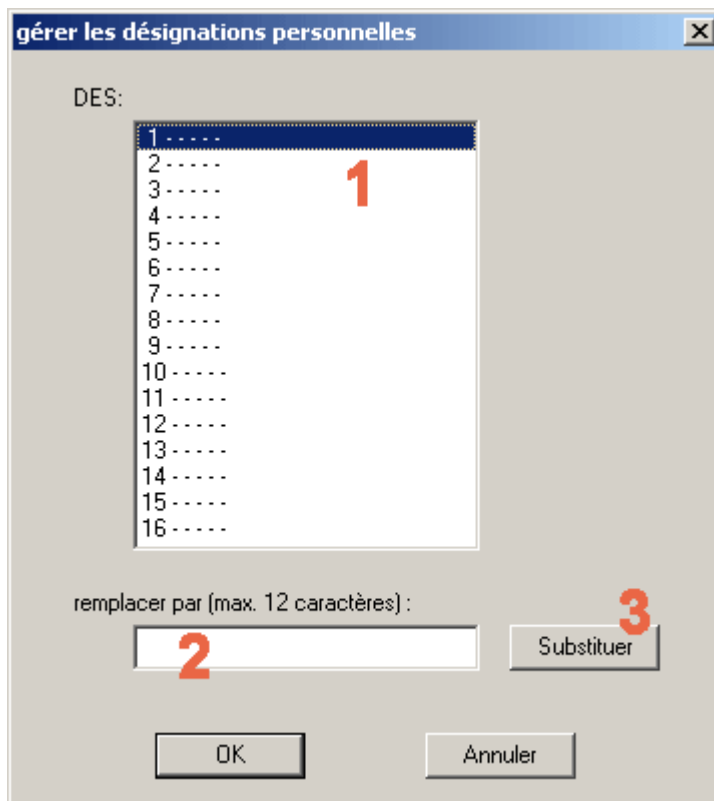 gérer les désignations personnelles
DES:
1 - - - - -
2 - - - - -
1
3 - - - - -
4 - - - - -
5 - - - - -
6 - - - - -
7 - - - - -
8 - - - - -
9 - - - - -
10 - - - - -
11 - - - - -
12 - - - - -
13 - - - - -
14 - - - - -
15 - - - - -
16 - - - - -
remplacer par (max. 12 caractères) :
3
2
Substituer
OK Annuler